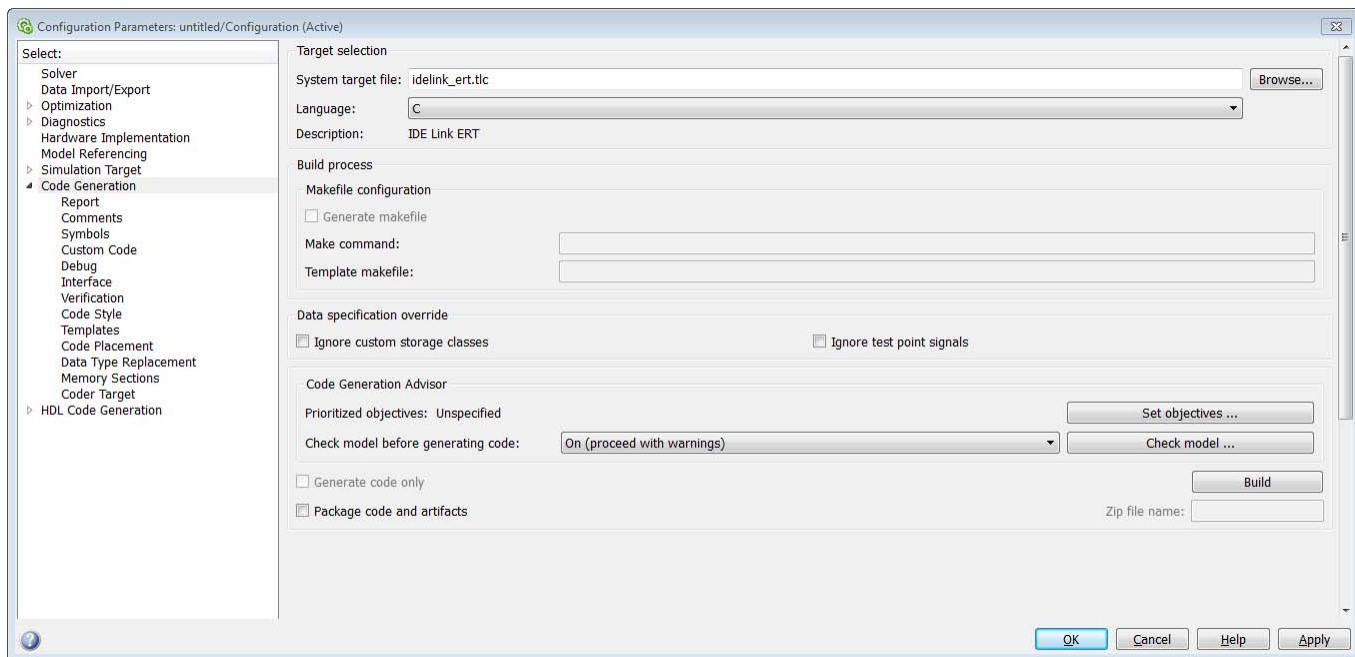 Configuration Parameters: untitled/Configuration (Active)
Select:
Solver
Data Import/Export
Optimization
Diagnostics
Hardware Implementation
Model Referencing
Simulation Target
Code Generation
Report
Comments
Symbols
Custom Code
Debug
Interface
Verification
Code Style
Templates
Code Placement
Data Type Replacement
Memory Sections
Coder Target
HDL Code Generation
Target selection
System target file: idelink_ert.tlc Browse...
Language: C
Description: IDE Link ERT
Build process
Makefile configuration
Generate makefile
Make command:
Template makefile:
Data specification override
Ignore custom storage classes Ignore test point signals
Code Generation Advisor
Prioritized objectives: Unspecified Set objectives ...
Check model before generating code: On (proceed with warnings) Check model ...
Generate code only Build
Package code and artifacts Zip file name:
OK Cancel Help Apply